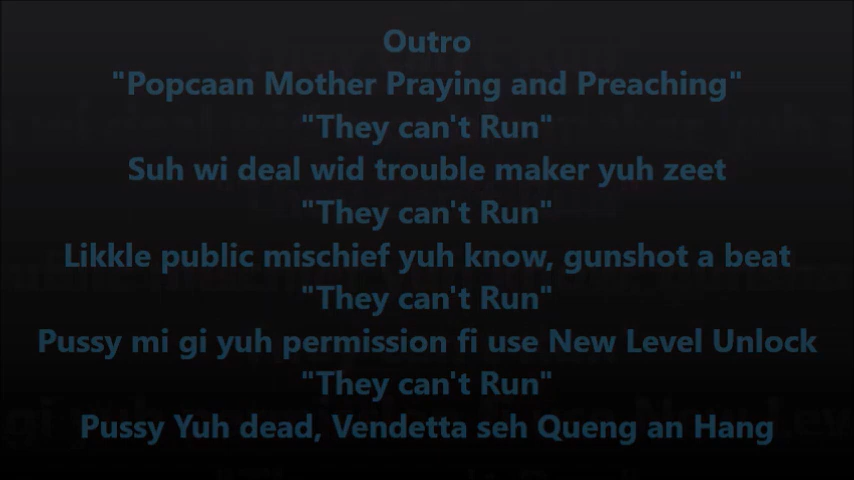 Outro
"Popcaan Mother Praying and Preaching"
"They can't Run"
Suh wi deal wid trouble maker yuh zeet
"They can't Run"
Likkle public mischief yuh know, gunshot a beat
"They can't Run"
Pussy mi gi yuh permission fi use New Level Unlock
"They can't Run"
Pussy Yuh dead, Vendetta seh Queng an Hang